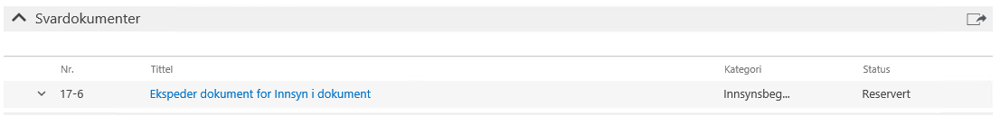 Svardokumenter
Nr. Tittel Kategori Status
17-6 Ekspeder dokument for Innsyn i dokument Innsynsbeg... Reservert